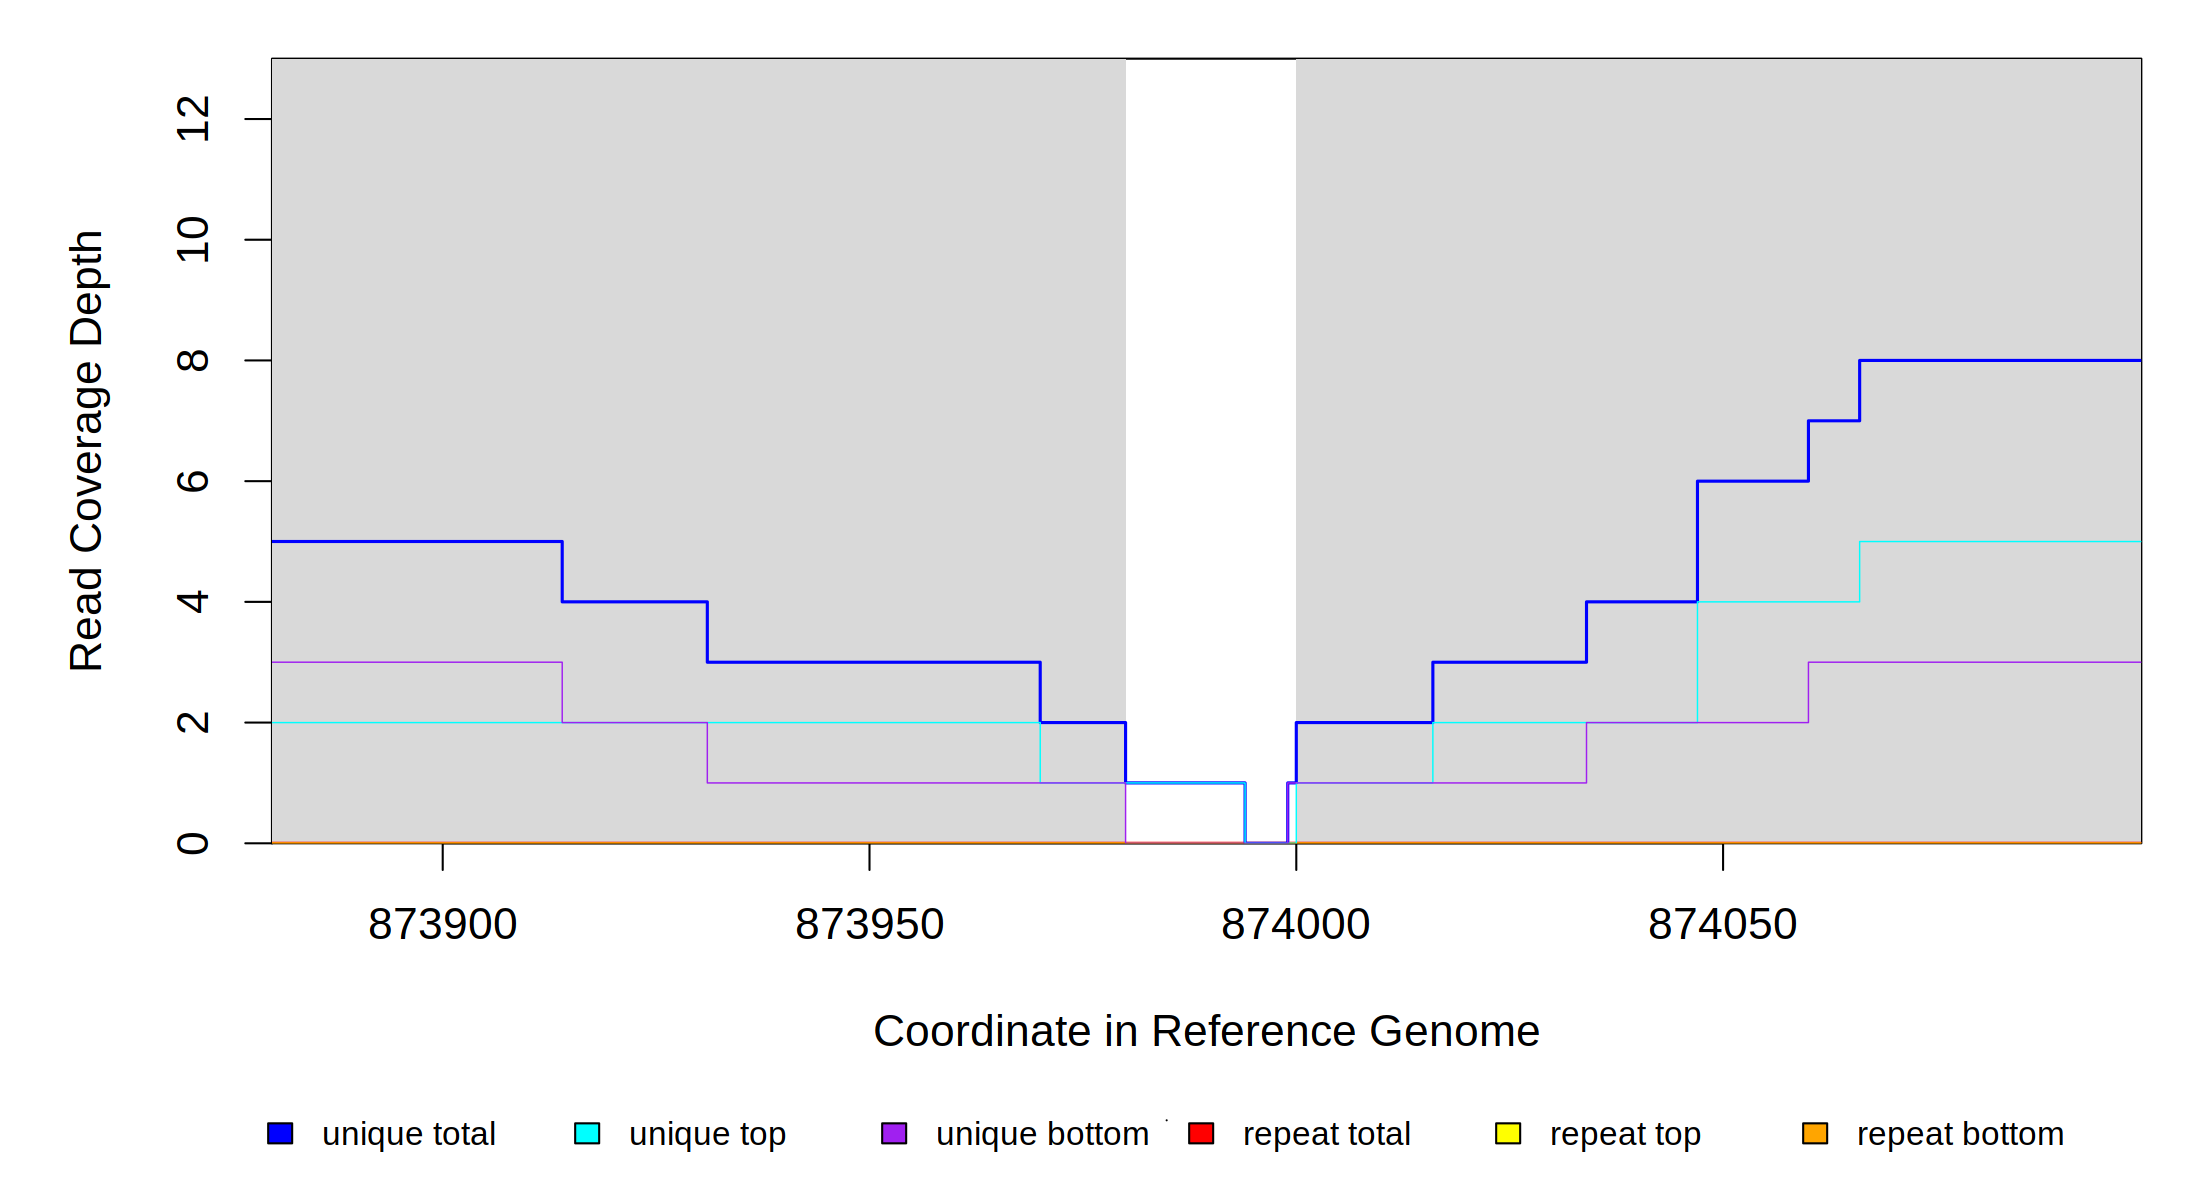 12
10
8
6
4
2
0
Read Coverage Depth
873900 873950 874000 874050
Coordinate in Reference Genome
unique total unique top unique bottom repeat total repeat top repeat bottom